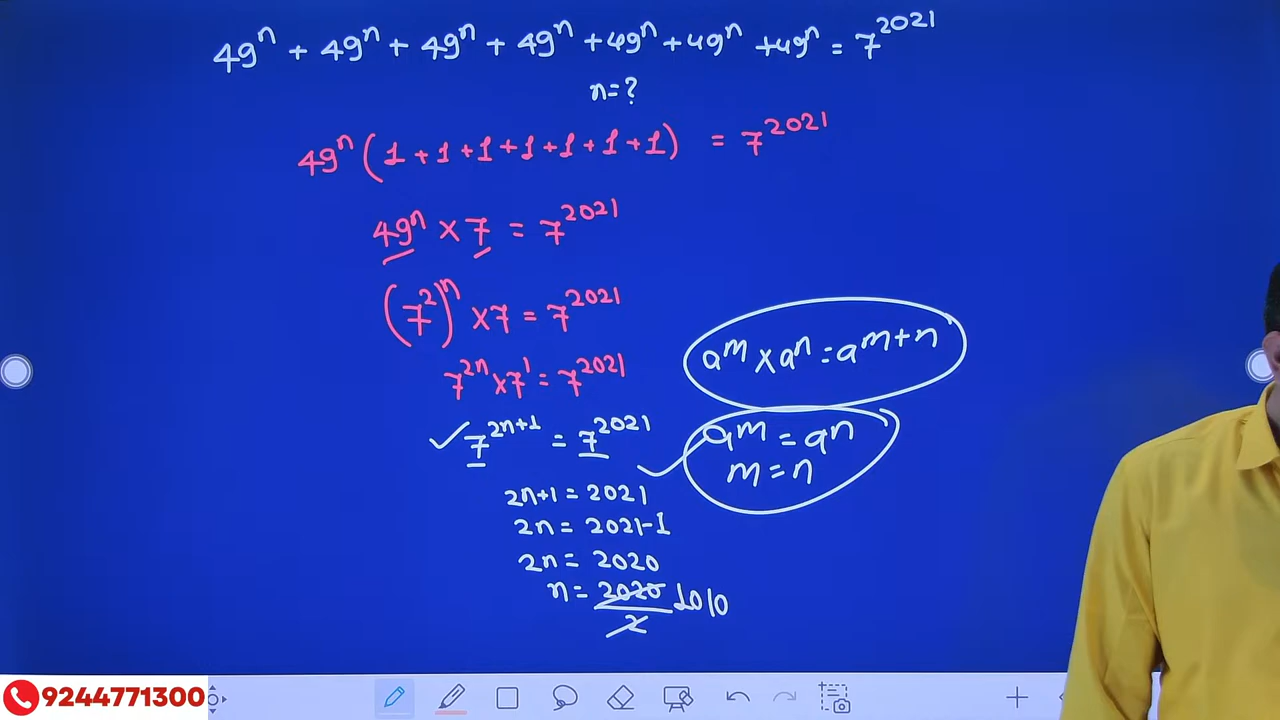 49ⁿ + 49ⁿ + 49ⁿ + 49ⁿ + 49ⁿ + 49ⁿ + 49ⁿ = 7²⁰²¹
n=?
49ⁿ (1+1+1+1+1+1+1) = 7²⁰²¹
49ⁿ × 7 = 7²⁰²¹
(7²)ⁿ × 7 = 7²⁰²¹
7²ⁿ × 7¹ = 7²⁰²¹
aᵐ × aⁿ = aᵐ⁺ⁿ
✓ 7²ⁿ⁺¹ = 7²⁰²¹
aᵐ = aⁿ
m = n
2n+1 = 2021
2n = 2021-1
2n = 2020
n = 2020/2 1010
9244771300